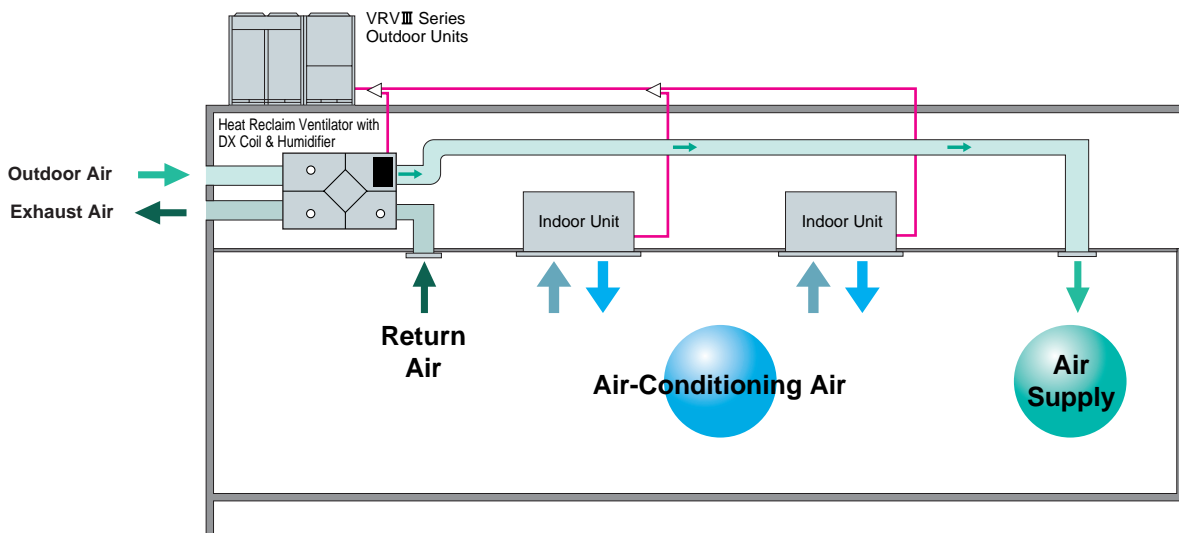 VRVⅢ Series
Outdoor Units
Heat Reclaim Ventilator with
DX Coil & Humidifier
Outdoor Air
Exhaust Air
Indoor Unit
Indoor Unit
Return
Air
Air-Conditioning Air
Air
Supply